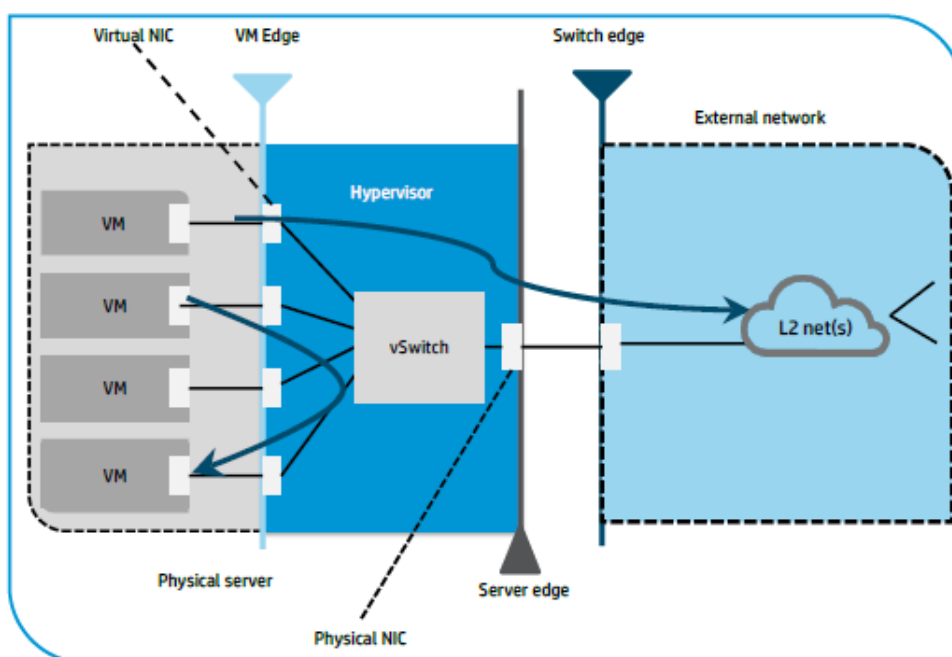 Virtual NIC
VM Edge
Switch edge
External network
Hypervisor
VM
VM
VM
VM
vSwitch
L2 net(s)
Physical server
Server edge
Physical NIC